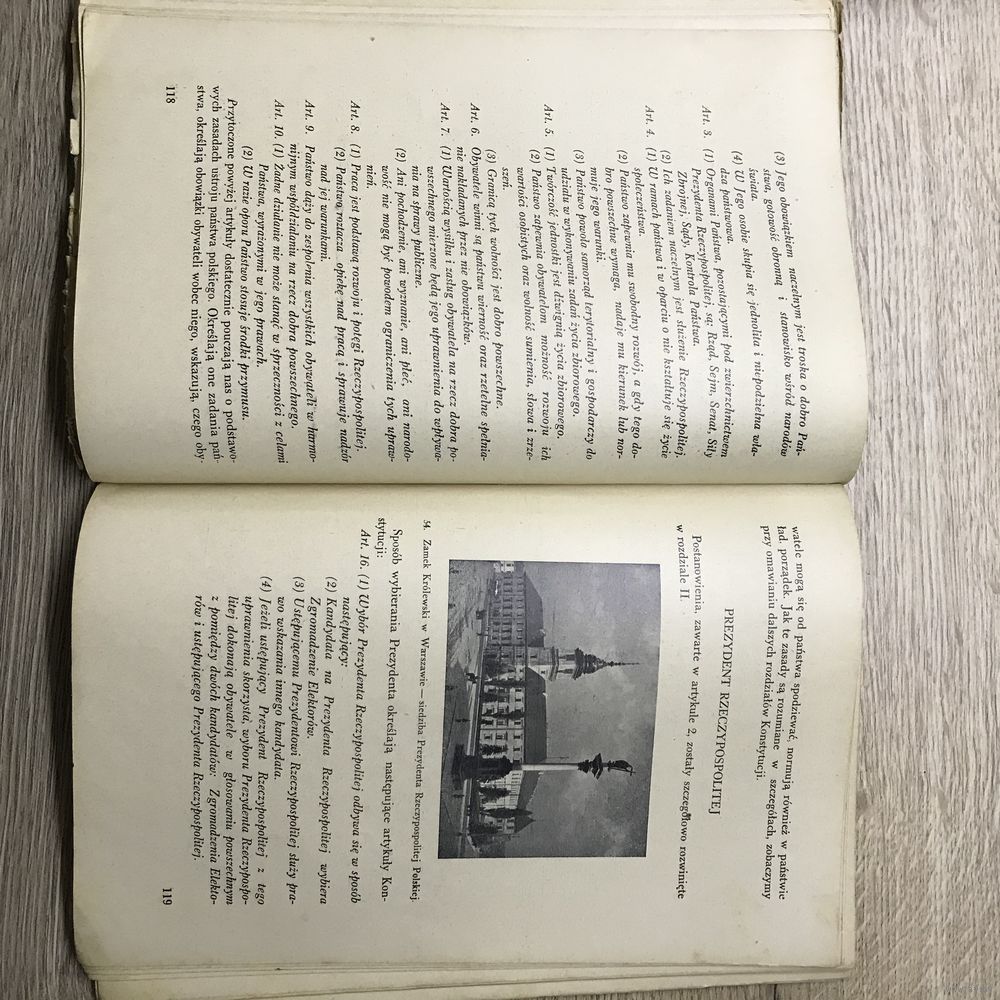 (3) Jego obowiązkiem naczelnym jest troska o dobro Pań-
stwa, gotowość obronną i stanowisko wśród narodów
świata.
(4) W Jego osobie skupia się jednolita i niepodzielna wła-
dza państwowa.
Art. 3. (1) Organami Państwa, pozostającymi pod zwierzchnictwem
Prezydenta Rzeczypospolitej, są: Rząd, Sejm, Senat, Siły
Zbrojne, Sądy, Kontrola Państwa.
(2) Ich zadaniem naczelnym jest służenie Rzeczypospolitej.
Art. 4. (1) W ramach państwa i w oparciu o nie kształtuje się życie
społeczeństwa.
(2) Państwo zapewnia mu swobodny rozwój, a gdy tego do-
bro powszechne wymaga, nadaje mu kierunek lub nor-
muje jego warunki.
(3) Państwo powoła samorząd terytorialny i gospodarczy do
udziału w wykonywaniu zadań życia zbiorowego.
Art. 5. (1) Twórczość jednostki jest dźwignią życia zbiorowego.
(2) Państwo zapewnia obywatelom możność rozwoju ich
wartości osobistych oraz wolność sumienia, słowa i zrze-
szeń.
(3) Granicą tych wolności jest dobro powszechne.
Art. 6. Obywatele winni są państwu wierność oraz rzetelne spełnia-
nie nakładanych przez nie obowiązków.
Art. 7. (1) Wartością wysiłku i zasług obywatela na rzecz dobra po-
wszechnego mierzone będą jego uprawnienia do wpływa-
nia na sprawy publiczne.
(2) Ani pochodzenie, ani wyznanie, ani płeć, ani narodo-
wość nie mogą być powodem ograniczenia tych upraw-
nień.
Art. 8. (1) Praca jest podstawą rozwoju i potęgi Rzeczypospolitej.
(2) Państwo roztacza opiekę nad pracą i sprawuje nadzór
nad jej warunkami.
Art. 9. Państwo dąży do zespolenia wszystkich obywateli w harmo-
nijnym współdziałaniu na rzecz dobra powszechnego.
Art. 10. (1) Żadne działanie nie może stanąć w sprzeczności z celami
Państwa, wyrażonymi w jego prawach.
(2) W razie oporu Państwo stosuje środki przymusu.
Przytoczone powyżej artykuły dostatecznie pouczają nas o podstawo-
wych zasadach ustroju państwa polskiego. Określają one zadania pań-
stwa, określają obowiązki obywateli wobec niego, wskazują, czego oby-
118
watele mogą się od państwa spodziewać, normują również w państwie
ład, porządek. Jak te zasady są rozumiane w szczegółach, zobaczymy
przy omawianiu dalszych rozdziałów Konstytucji.
PREZYDENT RZECZYPOSPOLITEJ
Postanowienia, zawarte w artykule 2, zostały szczegółowo rozwinięte
w rozdziale II.
54. Zamek Królewski w Warszawie — siedziba Prezydenta Rzeczypospolitej Polskiej.
Sposób wybierania Prezydenta określają następujące artykuły Kon-
stytucji:
Art. 16. (1) Wybór Prezydenta Rzeczypospolitej odbywa się w sposób
następujący:
(2) Kandydata na Prezydenta Rzeczypospolitej wybiera
Zgromadzenie Elektorów.
(3) Ustępującemu Prezydentowi Rzeczypospolitej służy pra-
wo wskazania innego kandydata.
(4) Jeżeli ustępujący Prezydent Rzeczypospolitej z tego
uprawnienia skorzysta, wyboru Prezydenta Rzeczypospo-
litej dokonają obywatele w głosowaniu powszechnym
z pomiędzy dwóch kandydatów: Zgromadzenia Elekto-
rów i ustępującego Prezydenta Rzeczypospolitej.
119